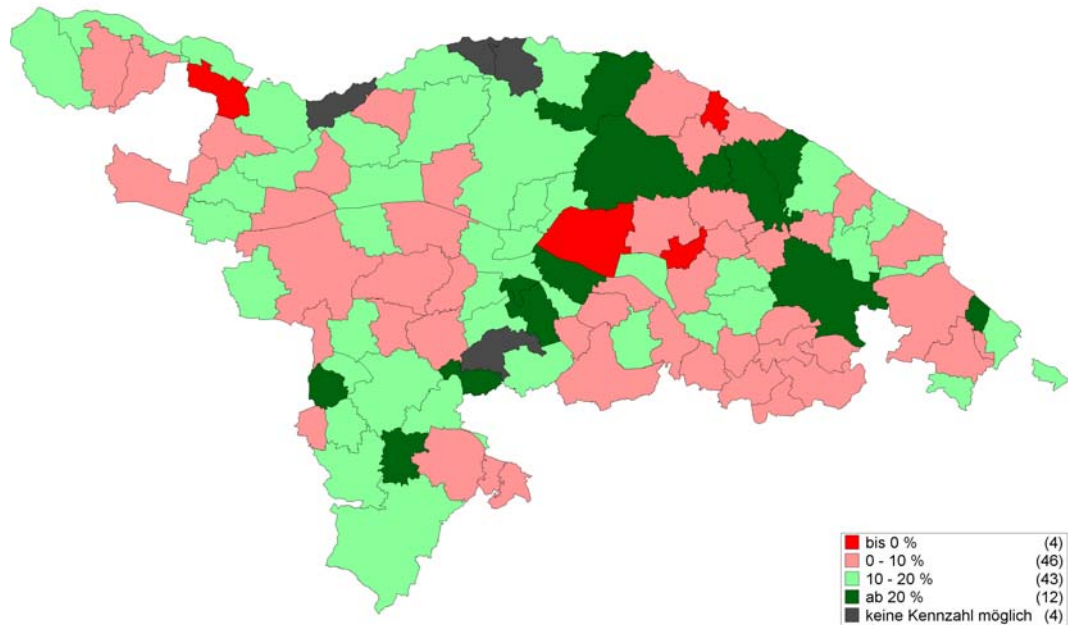 bis 0 % (4)
0 - 10 % (46)
10 - 20 % (43)
ab 20 % (12)
keine Kennzahl möglich (4)